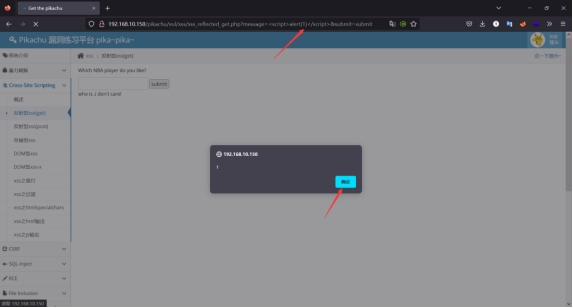 Get the pikachu
192.168.10.150/pikachu/vul/xss/xss_reflected_get.php?message= <script>alert(1)</script>&submit=submit
Pikachu 漏洞练习平台 pika~pika~
系统介绍
暴力破解
Cross-Site Scripting
概述
反射型xss(get)
反射型xss(post)
存储型xss
DOM型xss
DOM型xss-x
xss之盲打
xss之过滤
xss之htmlspecialchars
xss之href输出
xss之js输出
CSRF
SQL-Inject
RCE
File Inclusion
xss
反射型xss(get)
Which NBA player do you like?
submit
who is ,i don't care!
192.168.10.150
1
确定
192.168.10.150